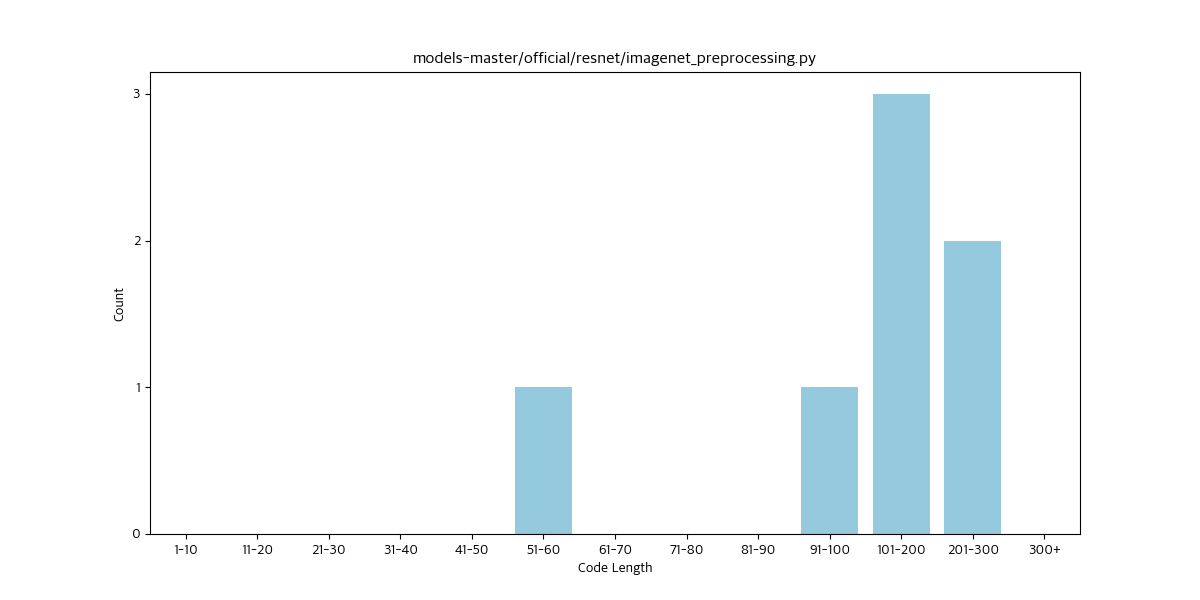 models-master/official/resnet/imagenet_preprocessing.py
3
2
1
0
Count
1-10 11-20 21-30 31-40 41-50 51-60 61-70 71-80 81-90 91-100 101-200 201-300 300+
Code Length